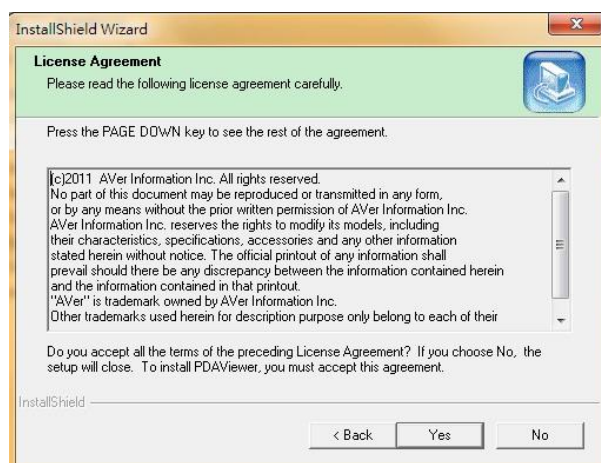 InstallShield Wizard
License Agreement
Please read the following license agreement carefully.
Press the PAGE DOWN key to see the rest of the agreement.
(c)2011  AVer Information Inc. All rights reserved.
No part of this document may be reproduced or transmitted in any form,
or by any means without the prior written permission of AVer Information Inc.
AVer Information Inc. reserves the rights to modify its models, including
their characteristics, specifications, accessories and any other information
stated herein without notice. The official printout of any information shall
prevail should there be any discrepancy between the information contained herein
and the information contained in that printout.
"AVer" is trademark owned by AVer Information Inc.
Other trademarks used herein for description purpose only belong to each of their
Do you accept all the terms of the preceding License Agreement?  If you choose No,  the
setup will close.  To install PDAViewer, you must accept this agreement.
InstallShield
< Back
Yes
No